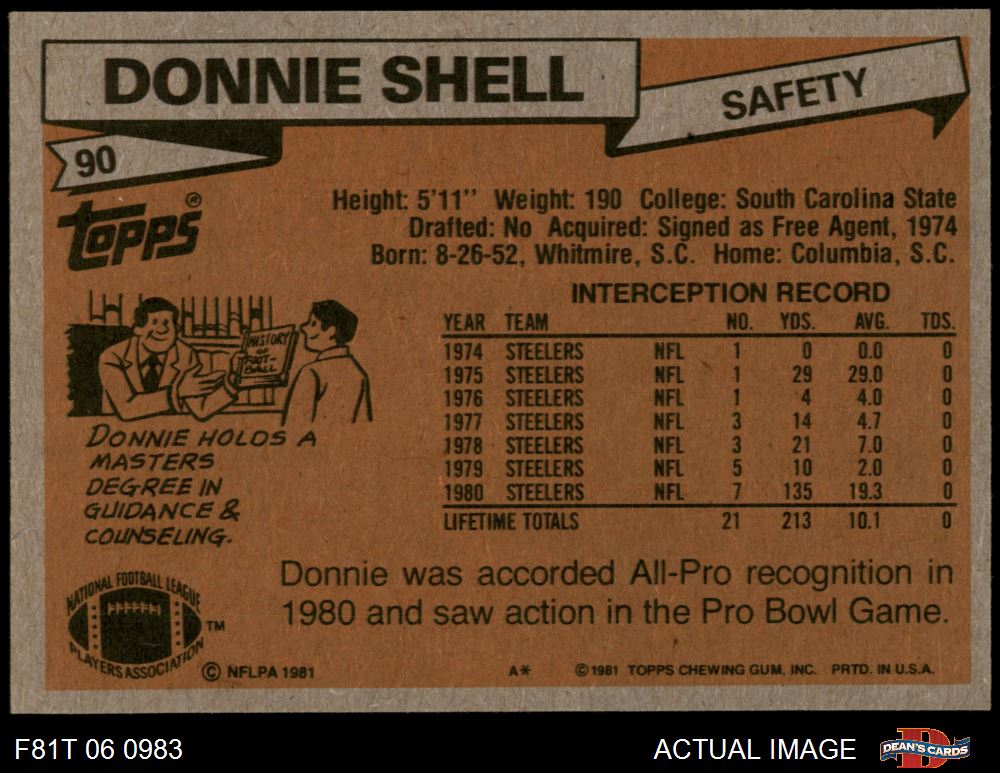 DONNIE SHELL
SAFETY
90
Topps®
Height: 5'11" Weight: 190 College: South Carolina State
Drafted: No Acquired: Signed as Free Agent, 1974
Born: 8-26-52, Whitmire, S.C. Home: Columbia, S.C.
INTERCEPTION RECORD
YEAR TEAM NO. YDS. AVG. TDS.
1974 STEELERS NFL 1 0 0.0 0
1975 STEELERS NFL 1 29 29.0 0
1976 STEELERS NFL 1 4 4.0 0
1977 STEELERS NFL 3 14 4.7 0
1978 STEELERS NFL 3 21 7.0 0
1979 STEELERS NFL 5 10 2.0 0
1980 STEELERS NFL 7 135 19.3 0
LIFETIME TOTALS 21 213 10.1 0
HISTORY
OF
FOOT-
BALL
DONNIE HOLDS A
MASTERS
DEGREE IN
GUIDANCE &
COUNSELING.
Donnie was accorded All-Pro recognition in
1980 and saw action in the Pro Bowl Game.
NATIONAL FOOTBALL LEAGUE
PLAYERS ASSOCIATION
TM
© NFLPA 1981
A*
©1981 TOPPS CHEWING GUM, INC. PRTD. IN U.S.A.
F81T 06 0983
ACTUAL IMAGE
DEAN'S CARDS